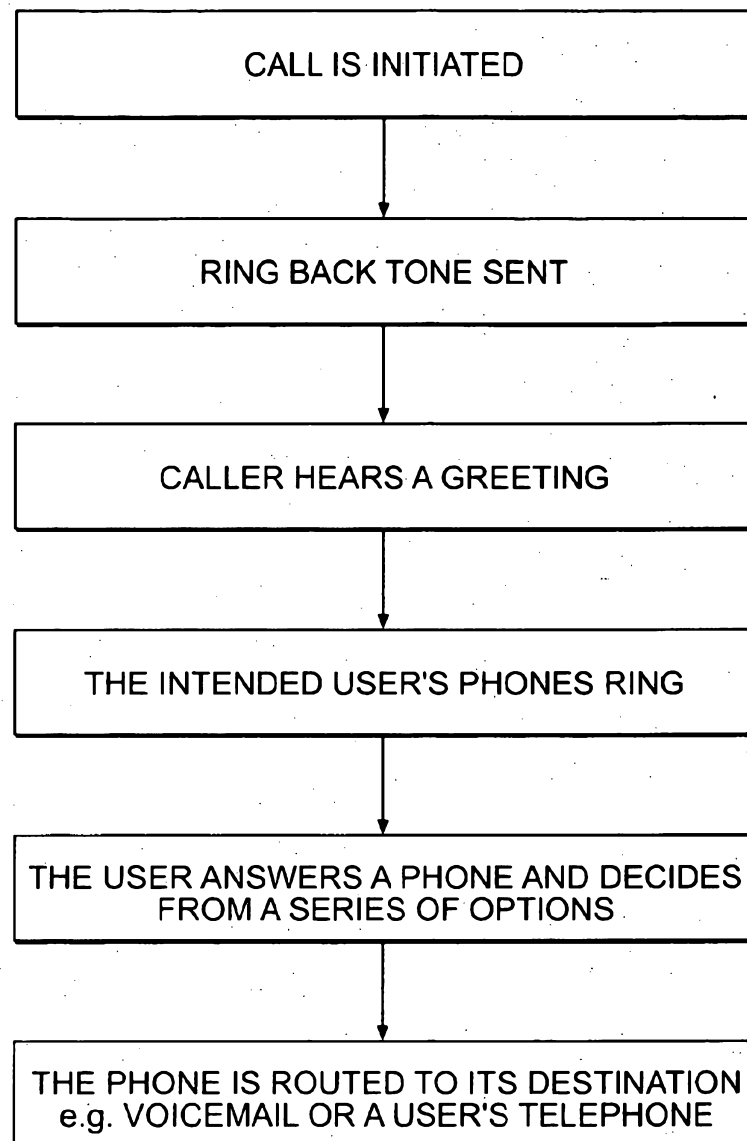 CALL IS INITIATED
RING BACK TONE SENT
CALLER HEARS A GREETING
THE INTENDED USER'S PHONES RING
THE USER ANSWERS A PHONE AND DECIDES
FROM A SERIES OF OPTIONS
THE PHONE IS ROUTED TO ITS DESTINATION
e.g. VOICEMAIL OR A USER'S TELEPHONE